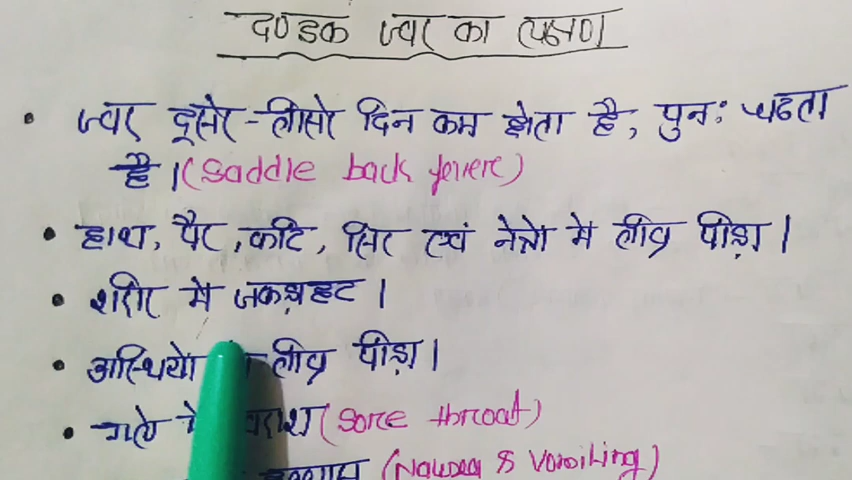 दण्डक ज्वर का लक्षण
• ज्वर दूसरे-तीसरे दिन कम होता है, पुनः चढता
है। (Saddle back fever)
• हाथ, पैर, कटि, सिर एवं नेत्रो मे तीव्र पीड़ा।
• शरीर मे जकड़ाहट।
• अस्थियो तीव्र पीड़ा।
• गले (Sore throat)
(Nausea & Vomiting)